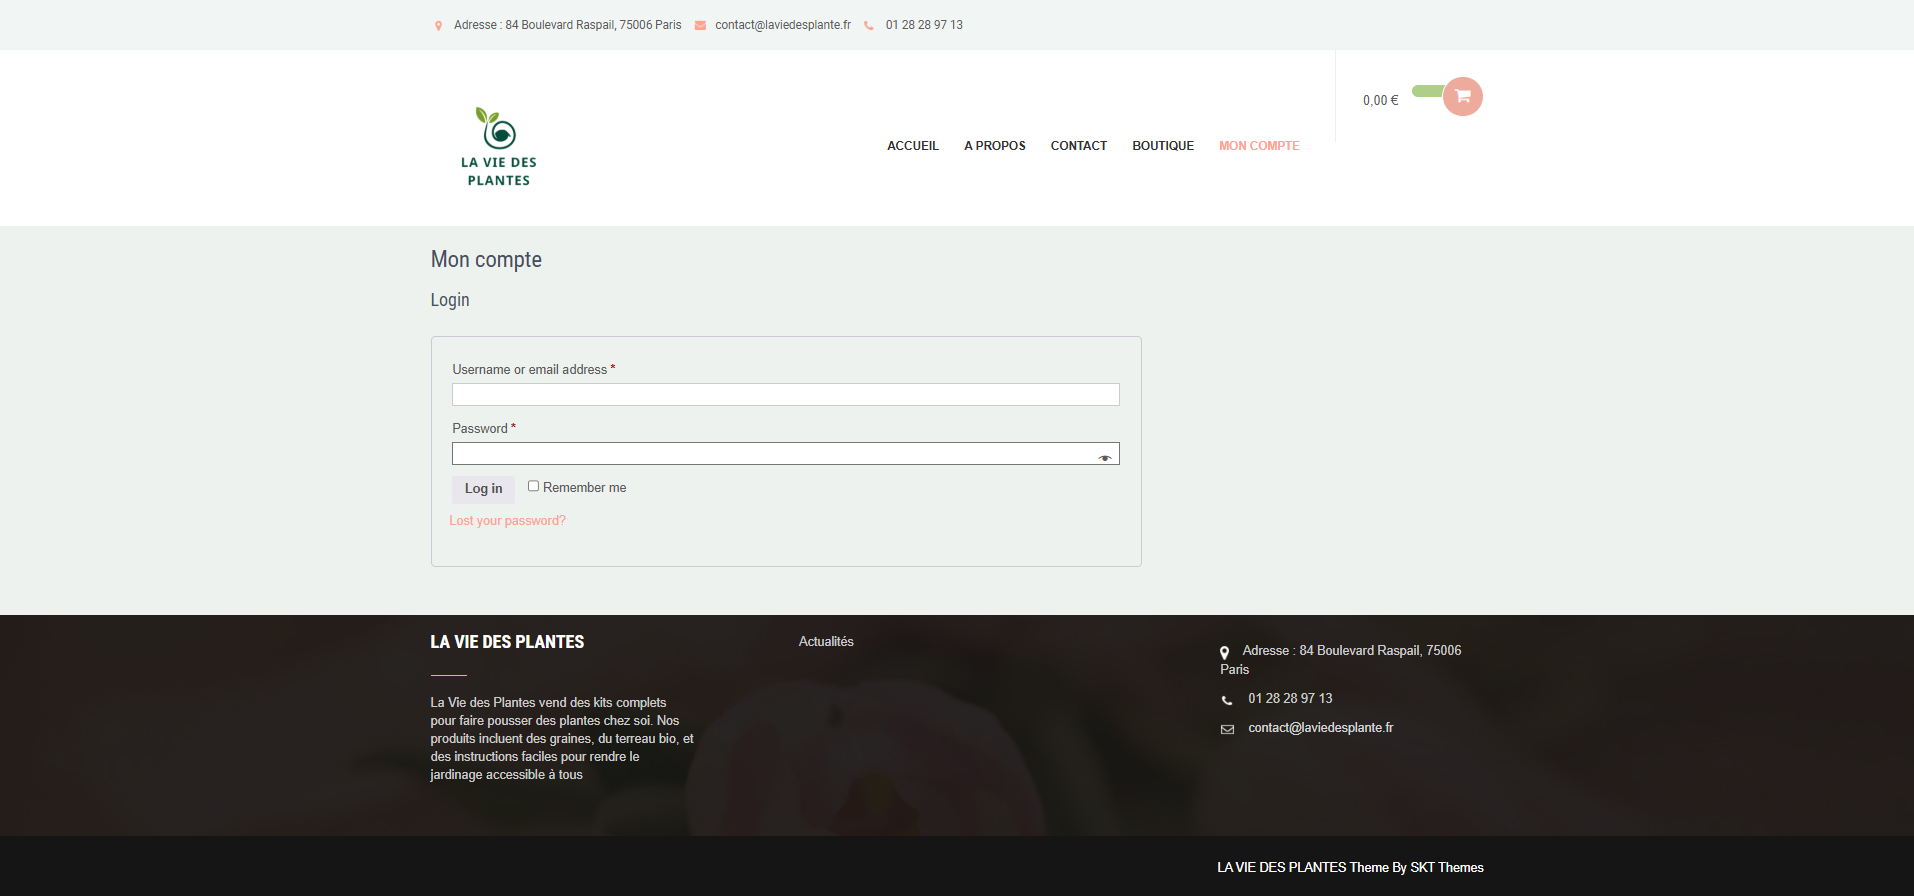 Adresse : 84 Boulevard Raspail, 75006 Paris contact@laviedesplante.fr 01 28 28 97 13
0,00 €
LA VIE DES
PLANTES
ACCUEIL A PROPOS CONTACT BOUTIQUE MON COMPTE
Mon compte
Login
Username or email address *
Password *
Log in Remember me
Lost your password?
LA VIE DES PLANTES
La Vie des Plantes vend des kits complets
pour faire pousser des plantes chez soi. Nos
produits incluent des graines, du terreau bio, et
des instructions faciles pour rendre le
jardinage accessible à tous
Actualités
Adresse : 84 Boulevard Raspail, 75006
Paris
01 28 28 97 13
contact@laviedesplante.fr
LA VIE DES PLANTES Theme By SKT Themes